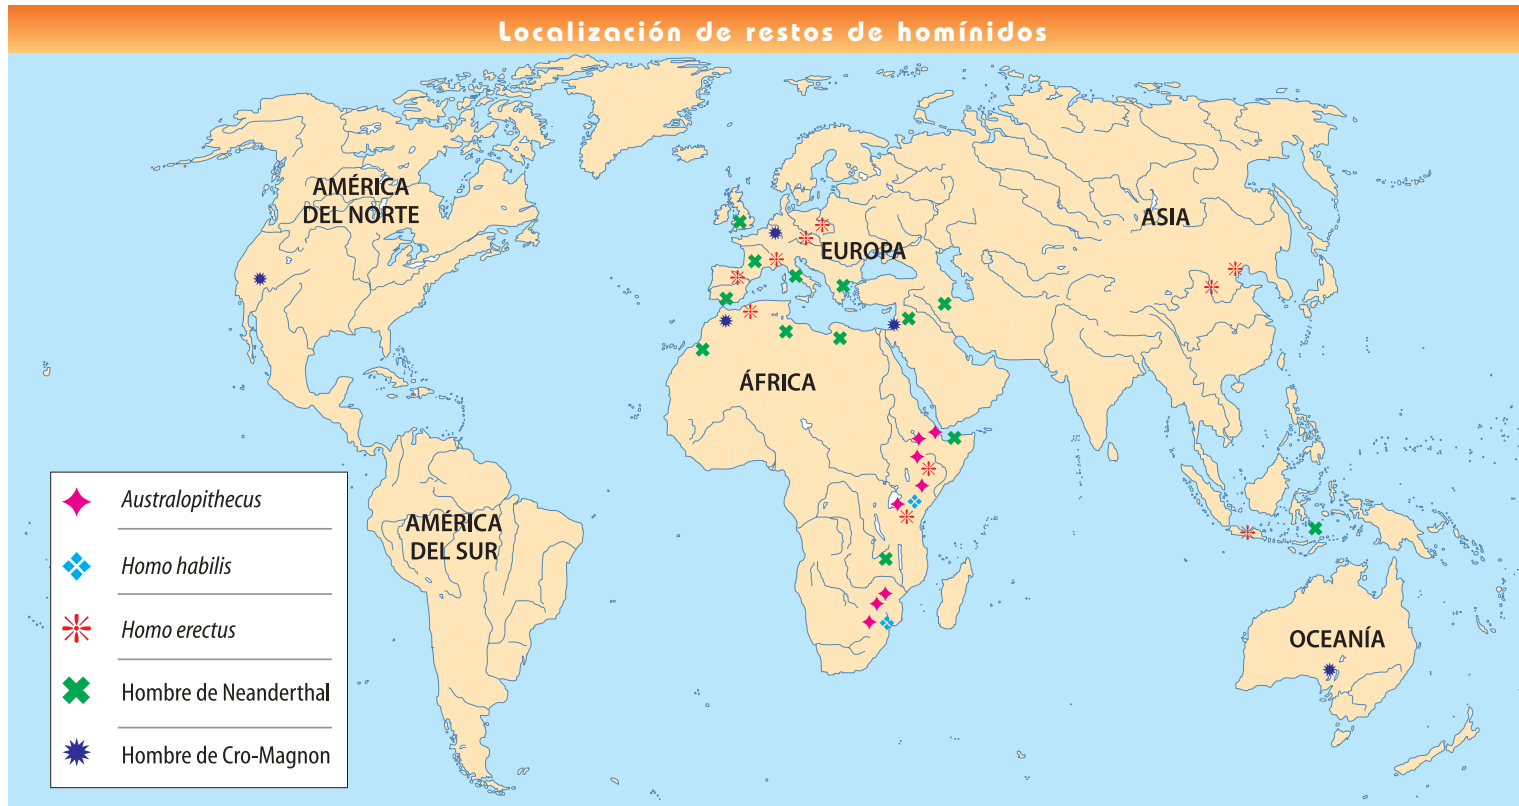 Localización de restos de homínidos
AMÉRICA
DEL NORTE
ASIA
EUROPA
ÁFRICA
AMÉRICA
DEL SUR
OCEANÍA
Australopithecus
Homo habilis
Homo erectus
Hombre de Neanderthal
Hombre de Cro-Magnon